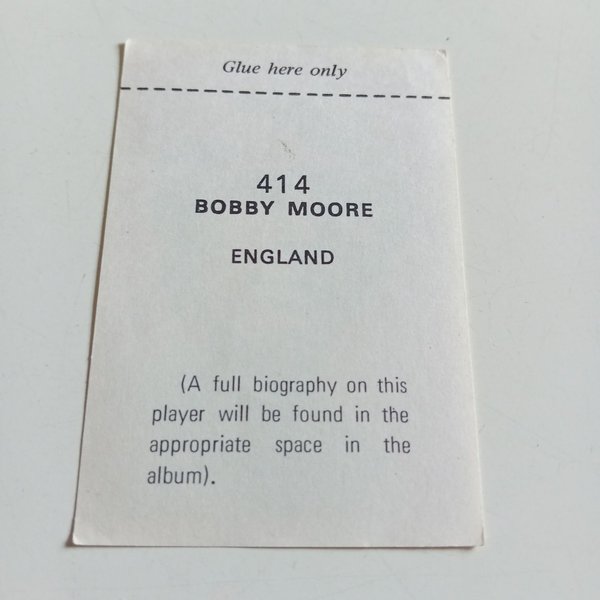 Glue here only
414
BOBBY MOORE
ENGLAND
(A full biography on this
player will be found in the
appropriate space in the
album).